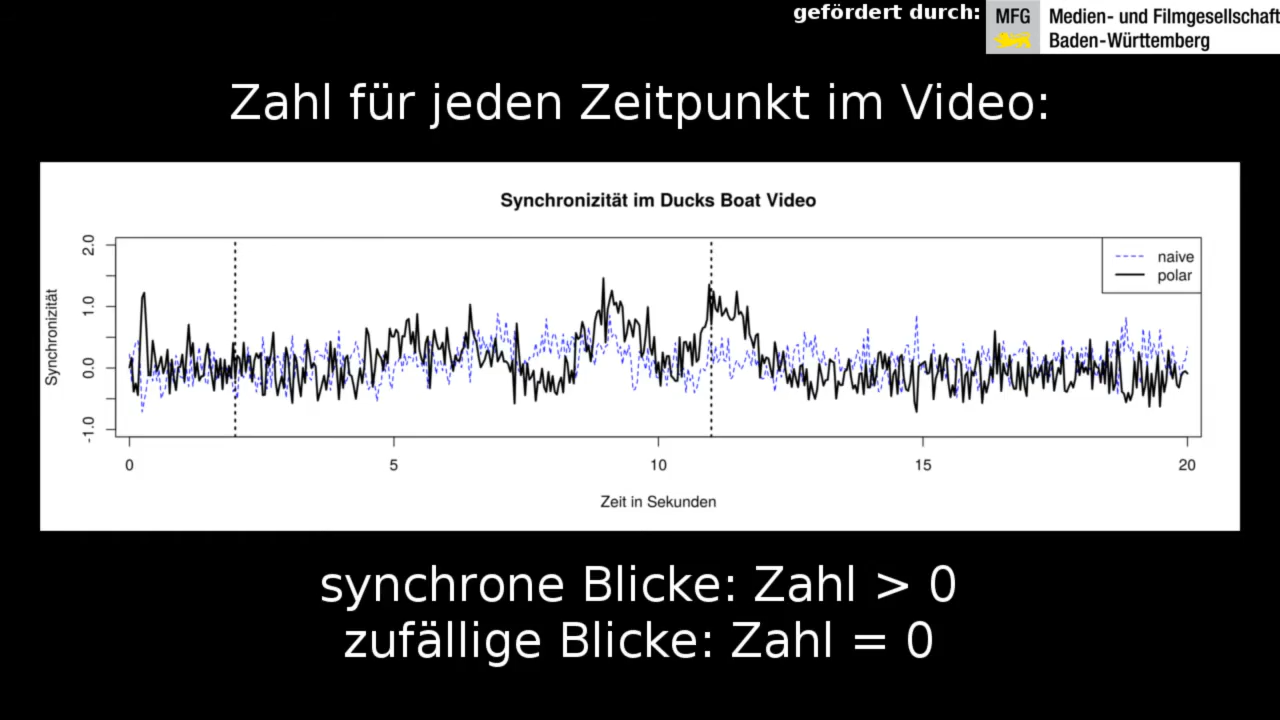 gefördert durch:
MFG
Medien- und Filmgesellschaft
Baden-Württemberg
Zahl für jeden Zeitpunkt im Video:
Synchronizität im Ducks Boat Video
naive
polar
Synchronizität
2.0
1.0
0.0
-1.0
0
5
10
15
20
Zeit in Sekunden
synchrone Blicke: Zahl > 0
zufällige Blicke: Zahl = 0